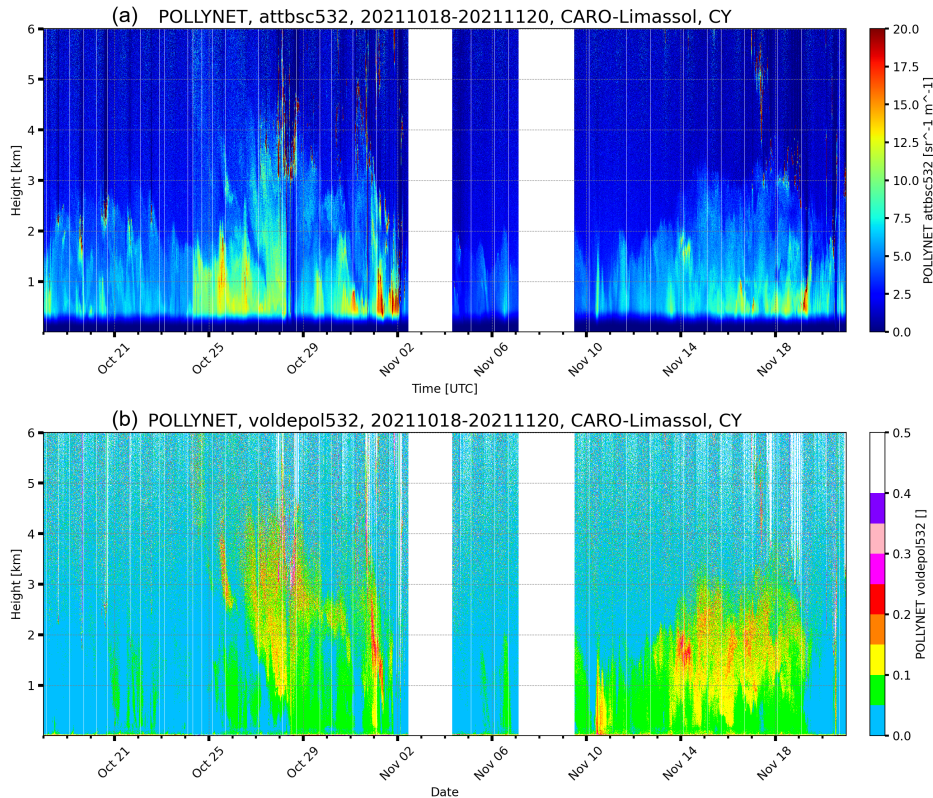 (a) POLLYNET, attbsc532, 20211018-20211120, CARO-Limassol, CY
6
5
4
3
2
1
Height [km]
Oct 21
Oct 25
Oct 29
Nov 02
Nov 06
Nov 10
Nov 14
Nov 18
Time [UTC]
20.0
17.5
15.0
12.5
10.0
7.5
5.0
2.5
0.0
POLLYNET attbsc532 [sr^-1 m^-1]
(b) POLLYNET, voldepol532, 20211018-20211120, CARO-Limassol, CY
6
5
4
3
2
1
Height [km]
Oct 21
Oct 25
Oct 29
Nov 02
Nov 06
Nov 10
Nov 14
Nov 18
Date
0.5
0.4
0.3
0.2
0.1
0.0
POLLYNET voldepol532 []